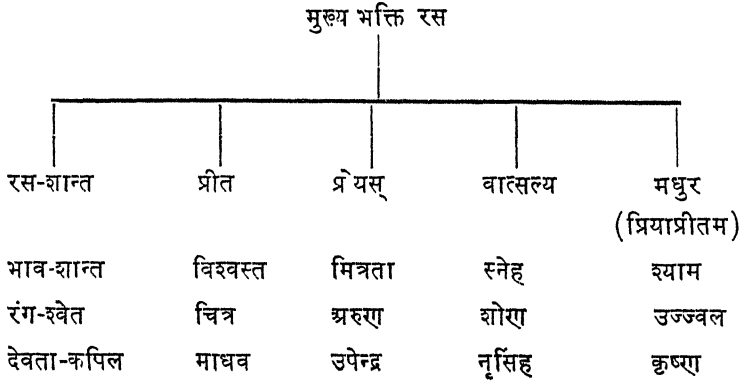 मुख्य भक्ति रस
रस-शान्त प्रीत प्रेयस् वात्सल्य मधुर
(प्रियाप्रीतम)
भाव-शान्त विश्वस्त मित्रता स्नेह श्याम
रंग-श्वेत चित्र अरुण शोण उज्ज्वल
देवता-कपिल माधव उपेन्द्र नृसिंह कृष्ण